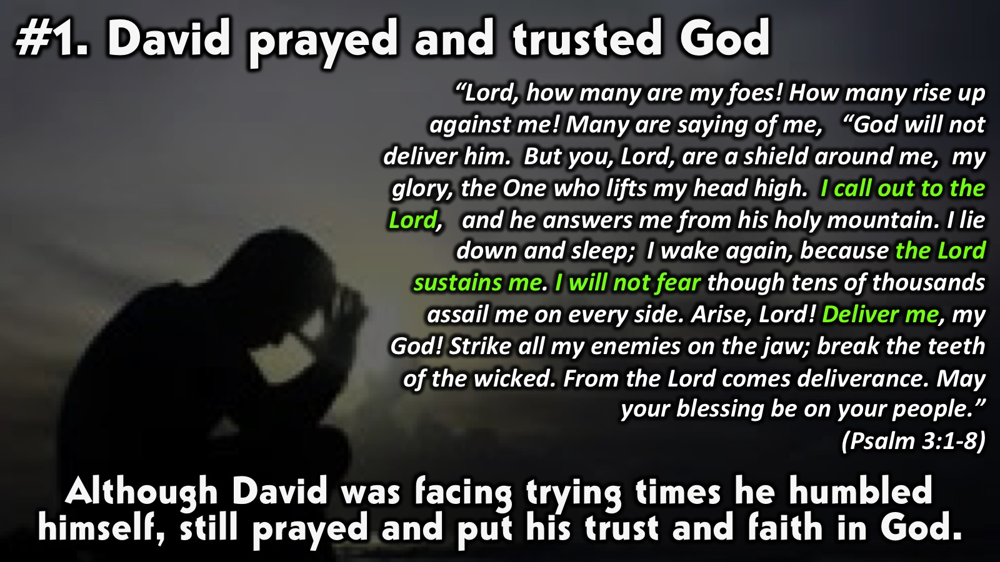 #1. David prayed and trusted God
“Lord, how many are my foes! How many rise up
against me! Many are saying of me, “God will not
deliver him. But you, Lord, are a shield around me, my
glory, the One who lifts my head high. I call out to the
Lord, and he answers me from his holy mountain. I lie
down and sleep; I wake again, because the Lord
sustains me. I will not fear though tens of thousands
assail me on every side. Arise, Lord! Deliver me, my
God! Strike all my enemies on the jaw; break the teeth
of the wicked. From the Lord comes deliverance. May
your blessing be on your people.”
(Psalm 3:1-8)
Although David was facing trying times he humbled
himself, still prayed and put his trust and faith in God.